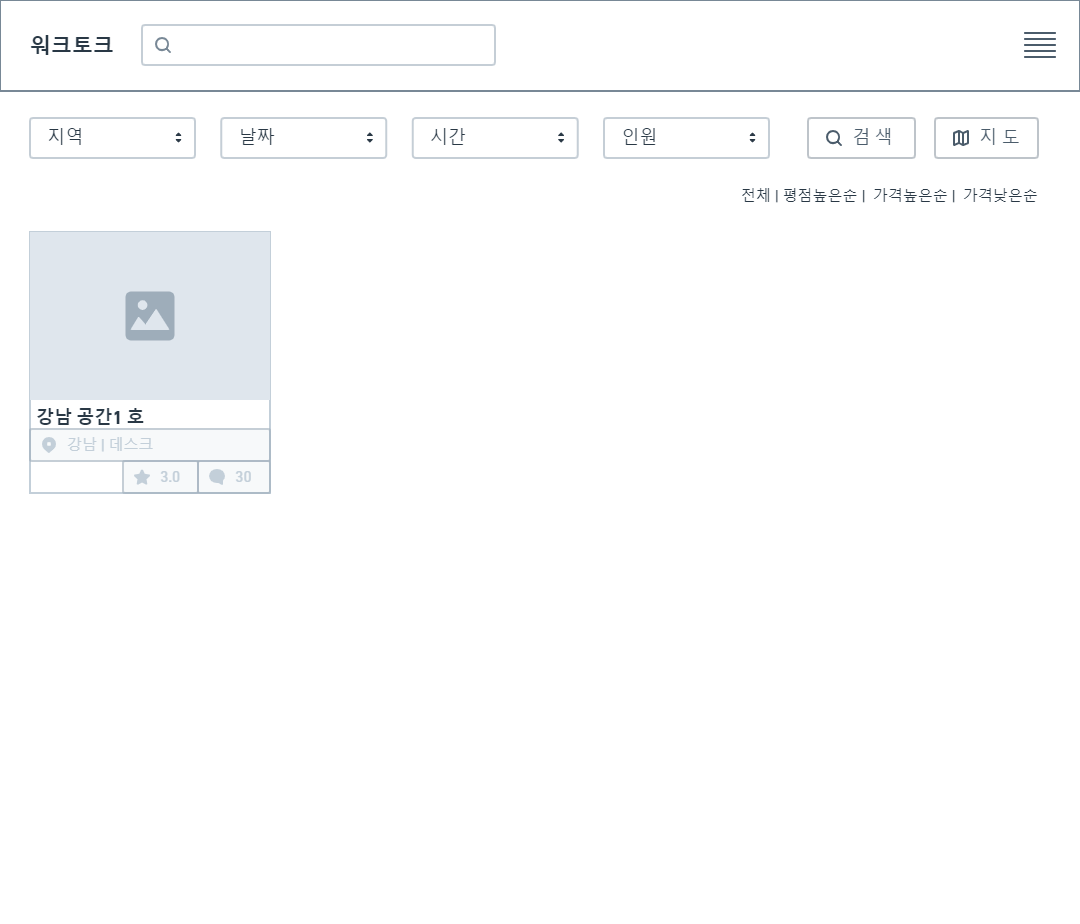 워크토크
지역 날짜 시간 인원 검 색 지 도
전체 | 평점높은순 | 가격높은순 | 가격낮은순
강남 공간1 호
강남 | 데스크
3.0 30